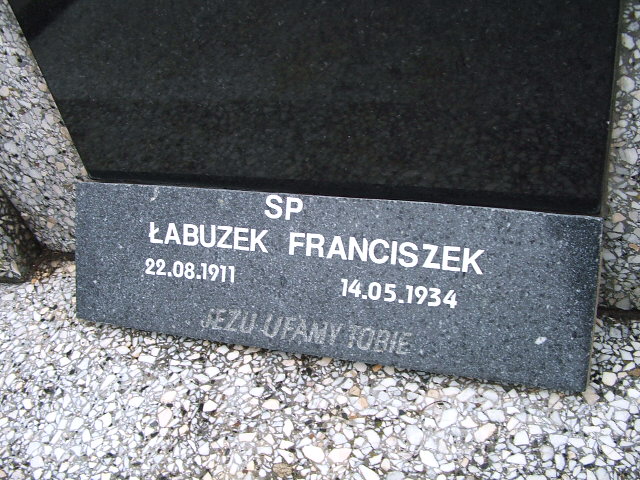 SP
ŁABUZEK FRANCISZEK
22.08.1911 14.05.1934
JEZU UFAMY TOBIE